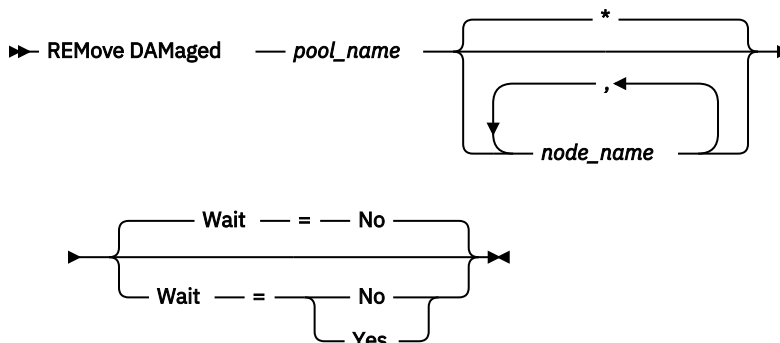 *
REMove DAMaged pool_name
,
node_name
Wait = No
Wait = No
Yes